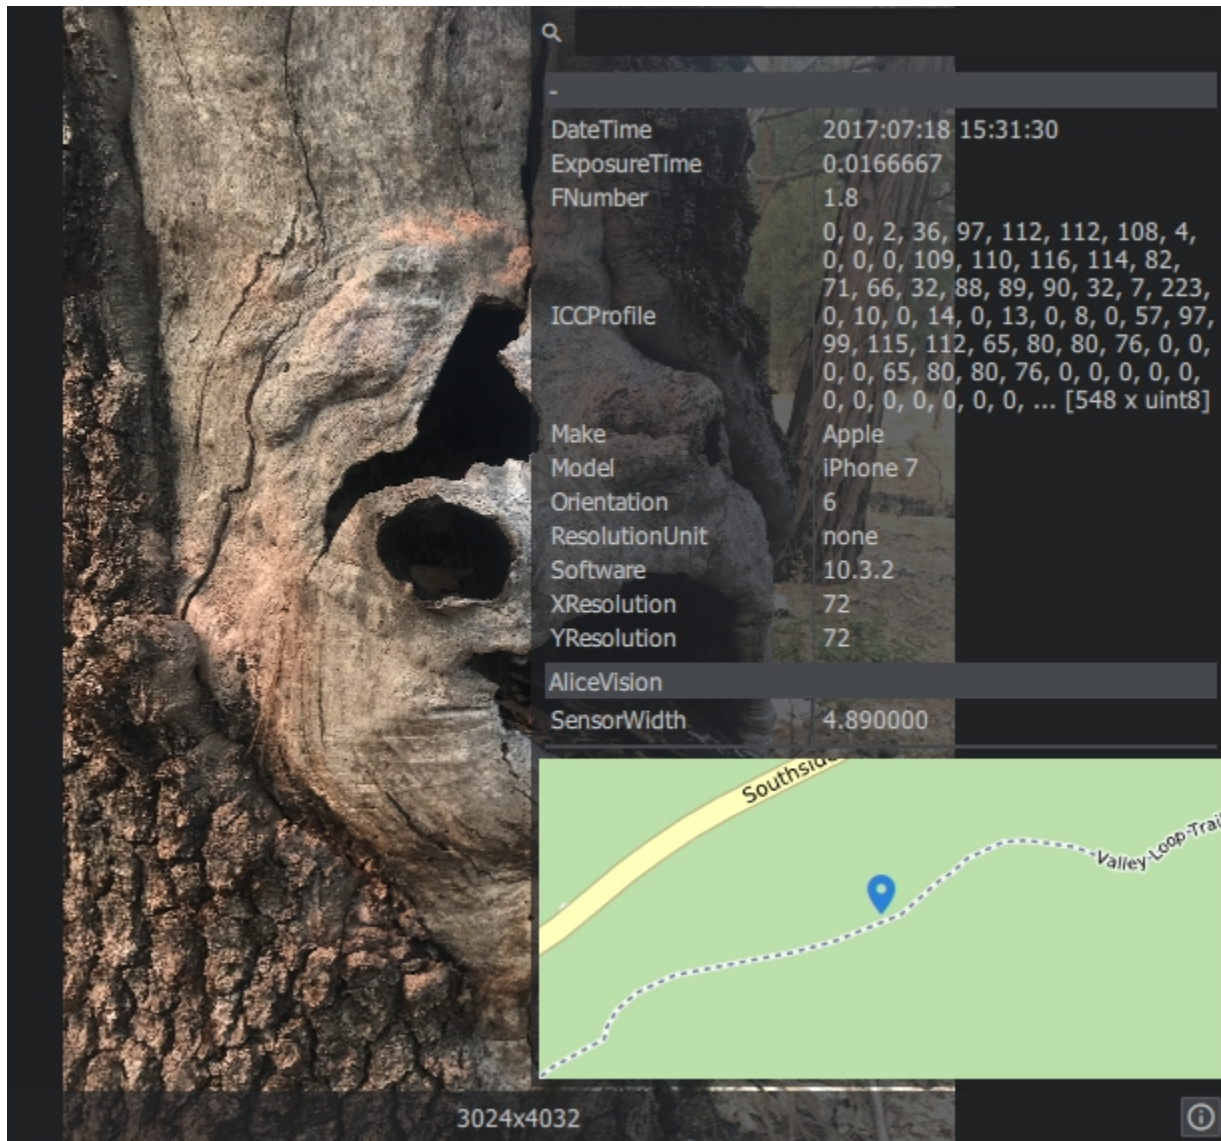 -
DateTime 2017:07:18 15:31:30
ExposureTime 0.0166667
FNumber 1.8
ICCProfile 0, 0, 2, 36, 97, 112, 112, 108, 4,
0, 0, 0, 109, 110, 116, 114, 82,
71, 66, 32, 88, 89, 90, 32, 7, 223,
0, 10, 0, 14, 0, 13, 0, 8, 0, 57, 97,
99, 115, 112, 65, 80, 80, 76, 0, 0,
0, 0, 65, 80, 80, 76, 0, 0, 0, 0, 0,
0, 0, 0, 0, 0, 0, 0, ... [548 x uint8]
Make Apple
Model iPhone 7
Orientation 6
ResolutionUnit none
Software 10.3.2
XResolution 72
YResolution 72
AliceVision
SensorWidth 4.890000
Southside
Valley-Loop-Trail
3024x4032